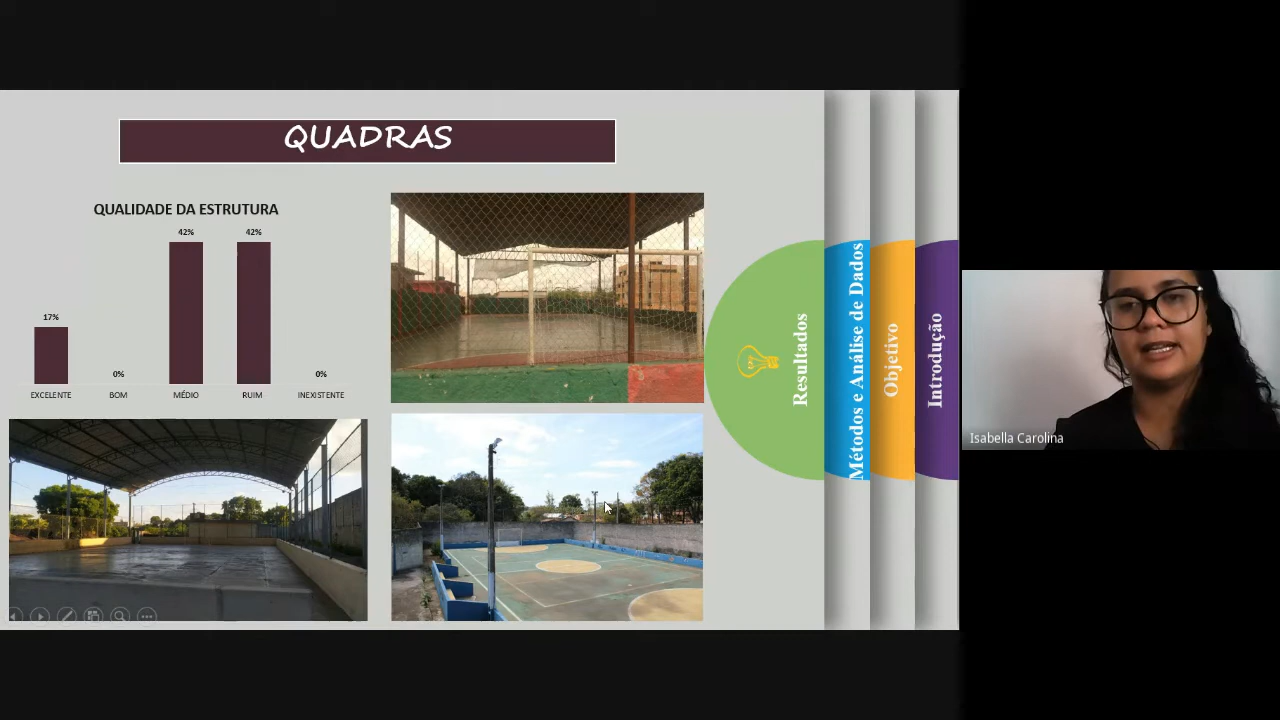 QUADRAS
QUALIDADE DA ESTRUTURA
17%
0%
42%
42%
0%
EXCELENTE
BOM
MÉDIO
RUIM
INEXISTENTE
Resultados
Métodos e Análise de Dados
Objetivo
Introdução
Isabella Carolina